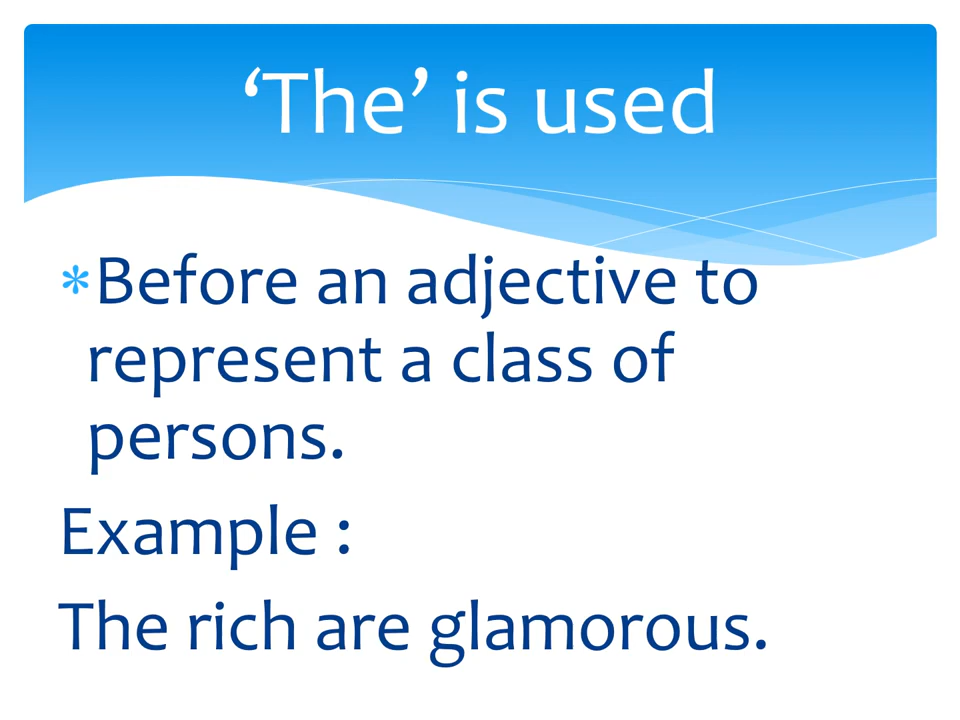 ‘The’ is used
*Before an adjective to
represent a class of
persons.
Example :
The rich are glamorous.